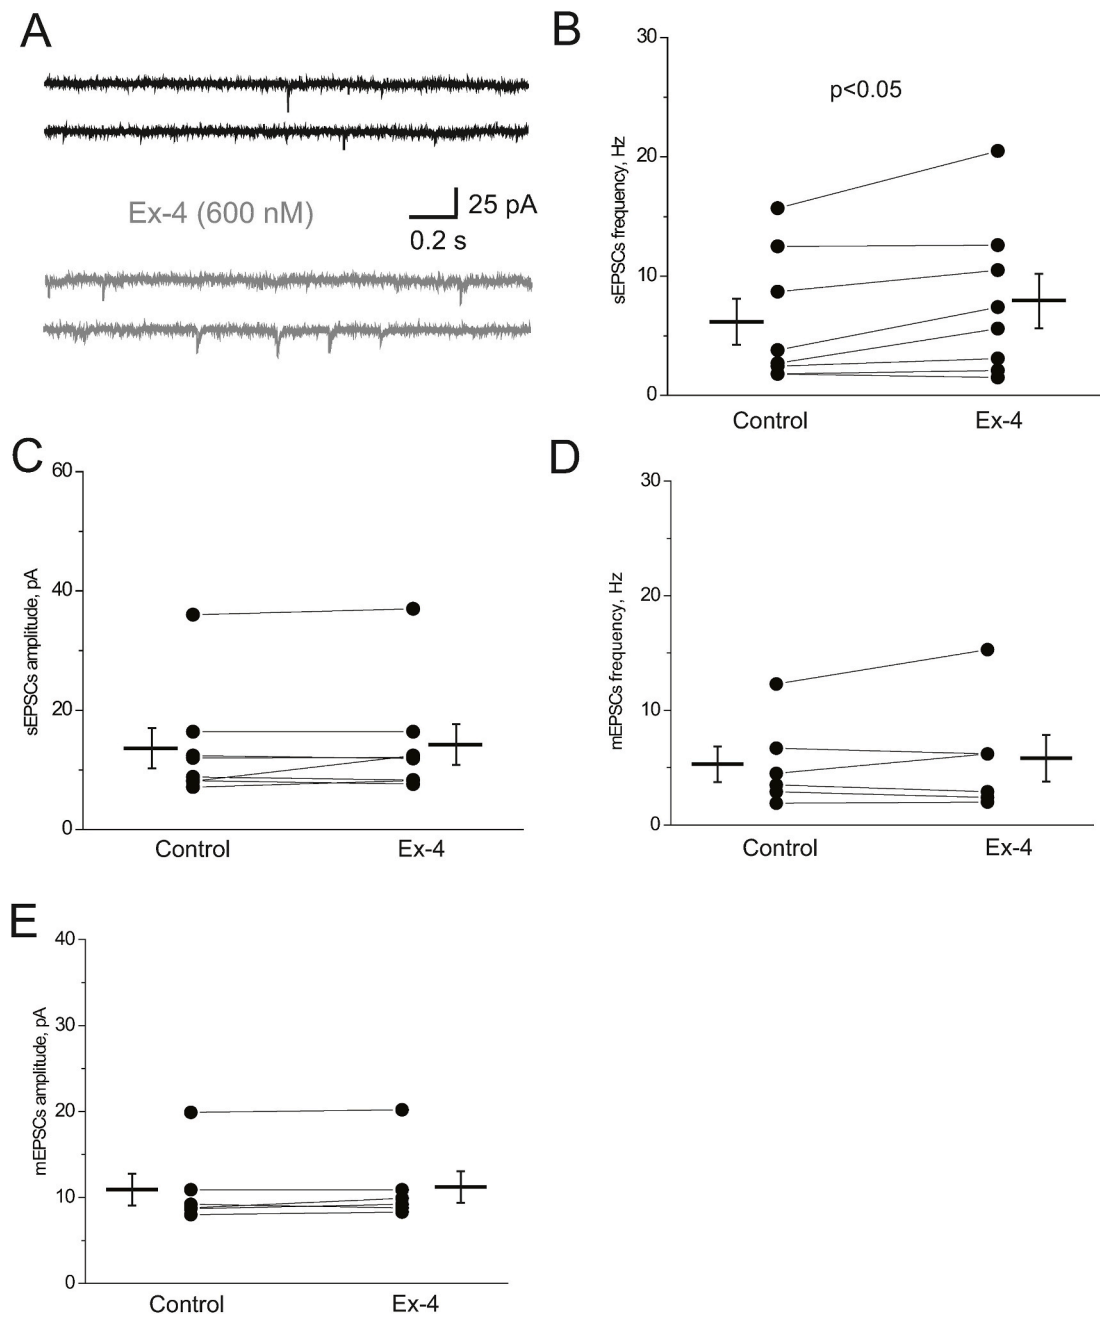 A
Ex-4 (600 nM)
25 pA
0.2 s
B
30
20
10
0
sEPSCs frequency, Hz
p<0.05
Control
Ex-4
C
60
40
20
0
sEPSCs amplitude, pA
Control
Ex-4
D
30
20
10
0
mEPSCs frequency, Hz
Control
Ex-4
E
40
30
20
10
0
mEPSCs amplitude, pA
Control
Ex-4